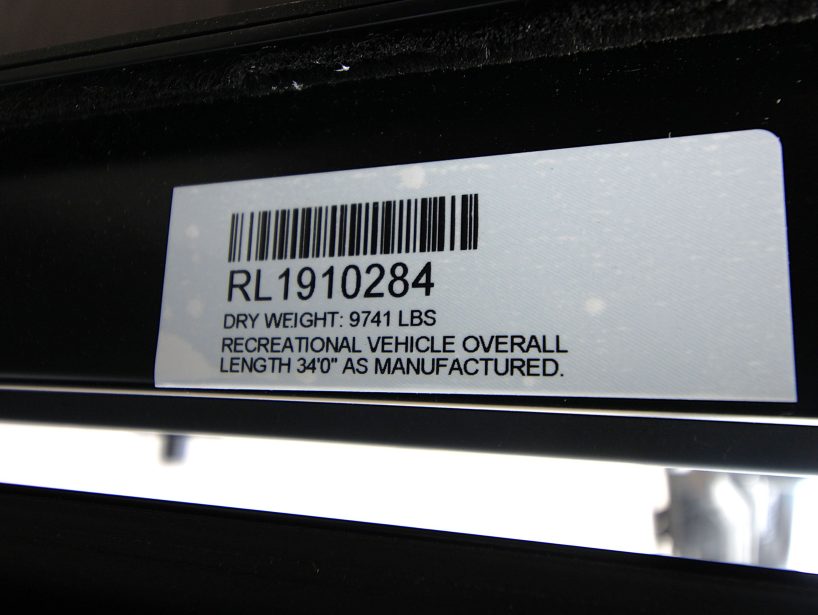 RL1910284
DRY WEIGHT: 9741 LBS
RECREATIONAL VEHICLE OVERALL
LENGTH 34'0" AS MANUFACTURED.